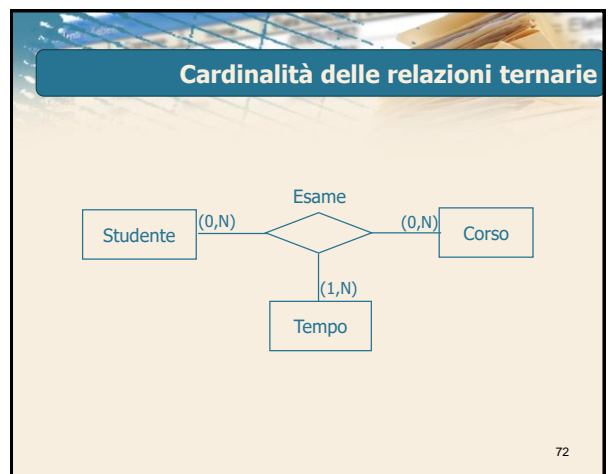 Cardinalità delle relazioni ternarie
Esame
Studente
(0,N)
(0,N)
Corso
(1,N)
Tempo
72